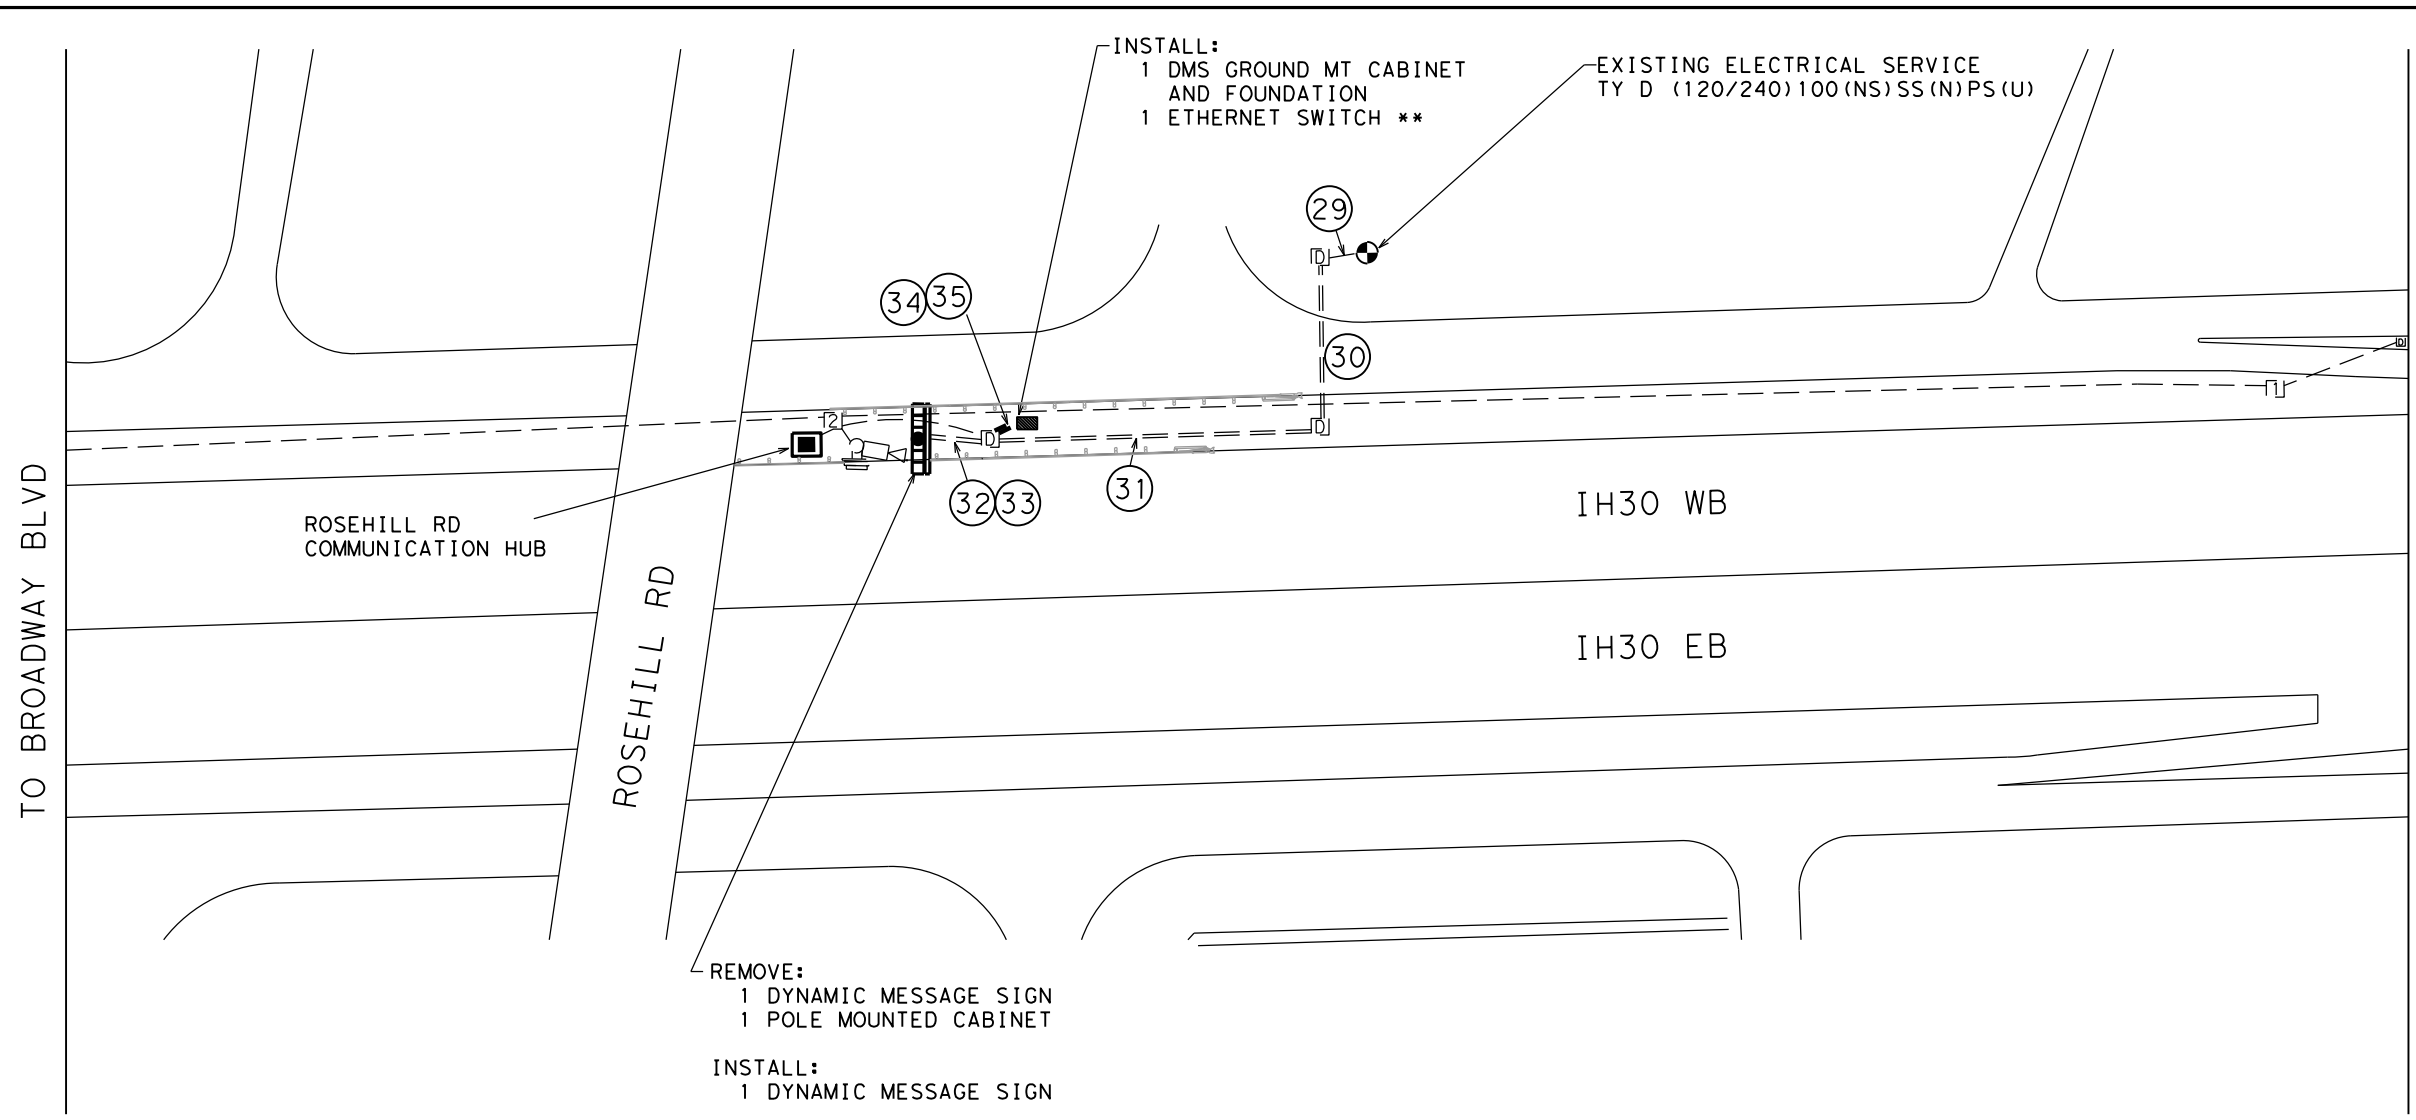 INSTALL:
1 DMS GROUND MT CABINET
AND FOUNDATION
1 ETHERNET SWITCH **
EXISTING ELECTRICAL SERVICE
TY D (120/240)100(NS)SS(N)PS(U)
29
D
34
35
30
D
1
2
D
D
32
33
31
ROSEHILL RD
COMMUNICATION HUB
IH30 WB
IH30 EB
TO BROADWAY BLVD
ROSEHILL RD
REMOVE:
1 DYNAMIC MESSAGE SIGN
1 POLE MOUNTED CABINET
INSTALL:
1 DYNAMIC MESSAGE SIGN